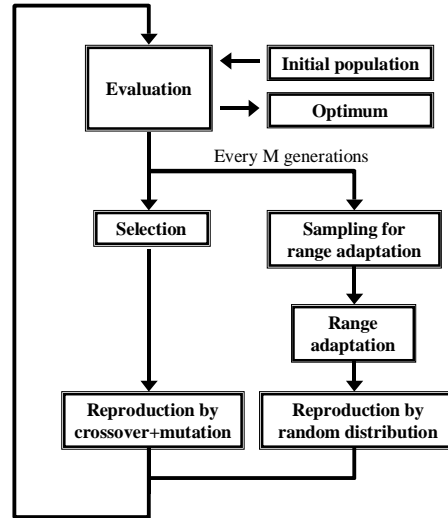 Initial population
Evaluation
Optimum
Every M generations
Selection
Sampling for
range adaptation
Range
adaptation
Reproduction by
crossover+mutation
Reproduction by
random distribution